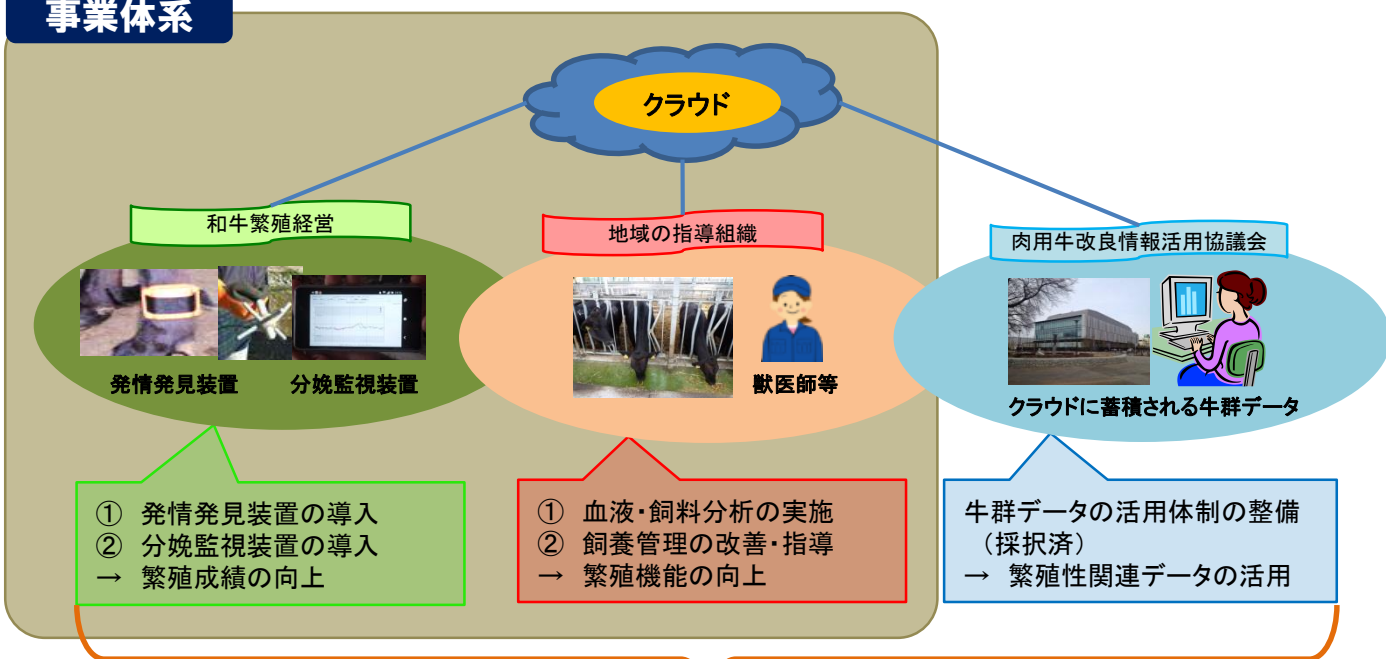 事業体系
クラウド
和牛繁殖経営
地域の指導組織
肉用牛改良情報活用協議会
発情発見装置
分娩監視装置
獣医師等
クラウドに蓄積される牛群データ
① 発情発見装置の導入
② 分娩監視装置の導入
→ 繁殖成績の向上
① 血液・飼料分析の実施
② 飼養管理の改善・指導
→ 繁殖機能の向上
牛群データの活用体制の整備
（採択済）
→ 繁殖性関連データの活用